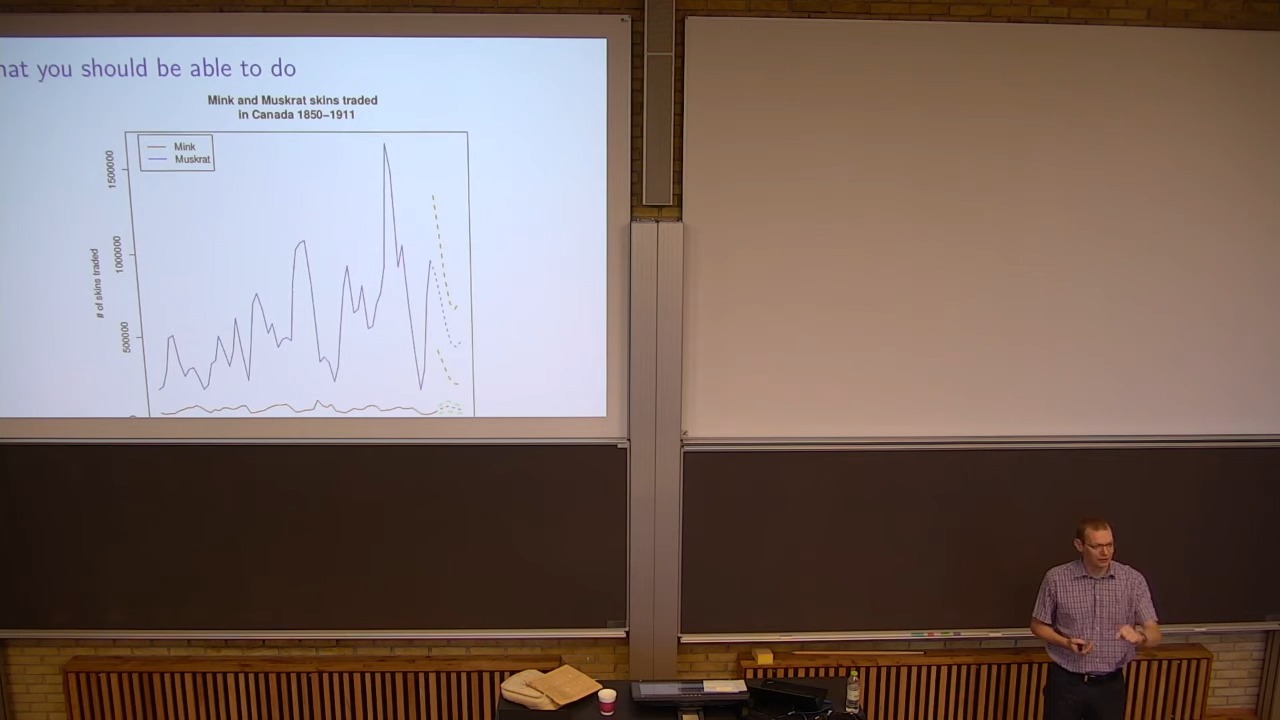 you should be able to do
Mink and Muskrat skins traded
in Canada 1850–1911
Mink
Muskrat
1500000
1000000
500000
# of skins traded